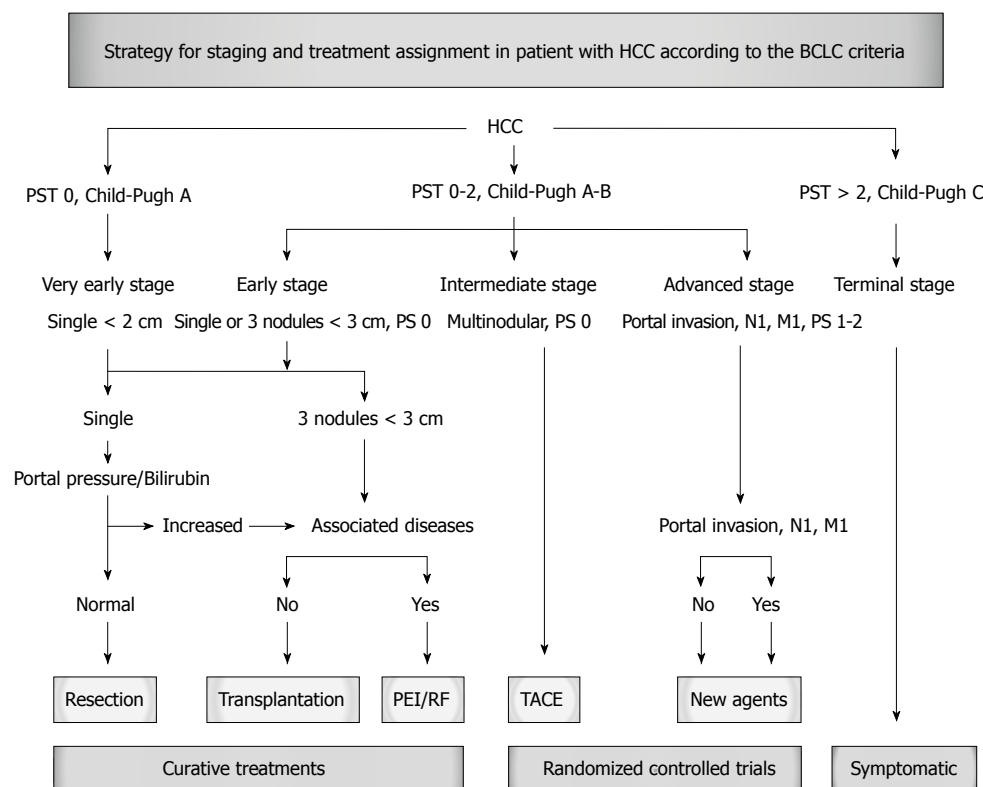 Strategy for staging and treatment assignment in patient with HCC according to the BCLC criteria
HCC
PST 0, Child-Pugh A
PST 0-2, Child-Pugh A-B
PST > 2, Child-Pugh C
Very early stage
Early stage
Intermediate stage
Advanced stage
Terminal stage
Single < 2 cm
Single or 3 nodules < 3 cm, PS 0
Multinodular, PS 0
Portal invasion, N1, M1, PS 1-2
Single
3 nodules < 3 cm
Portal pressure/Bilirubin
Increased
Associated diseases
Portal invasion, N1, M1
Normal
No
Yes
No
Yes
Resection
Transplantation
PEI/RF
TACE
New agents
Curative treatments
Randomized controlled trials
Symptomatic